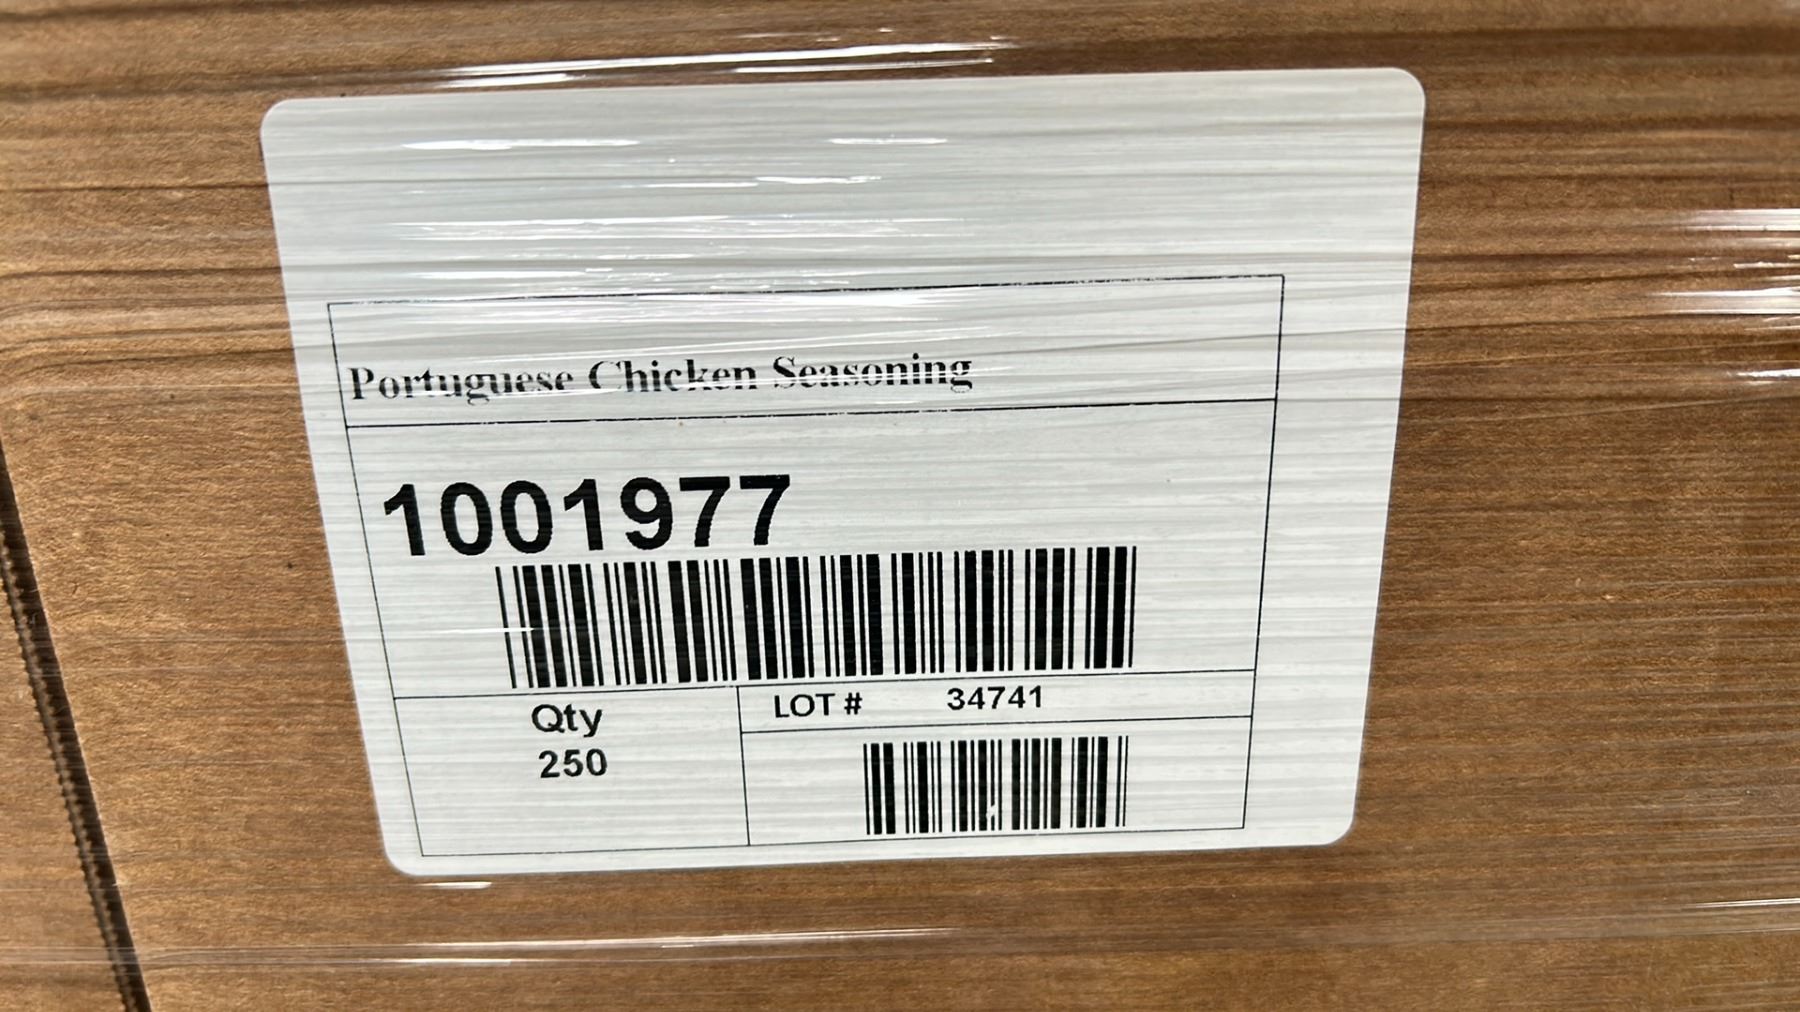 Portuguese Chicken Seasoning
1001977
Qty
250
LOT # 34741